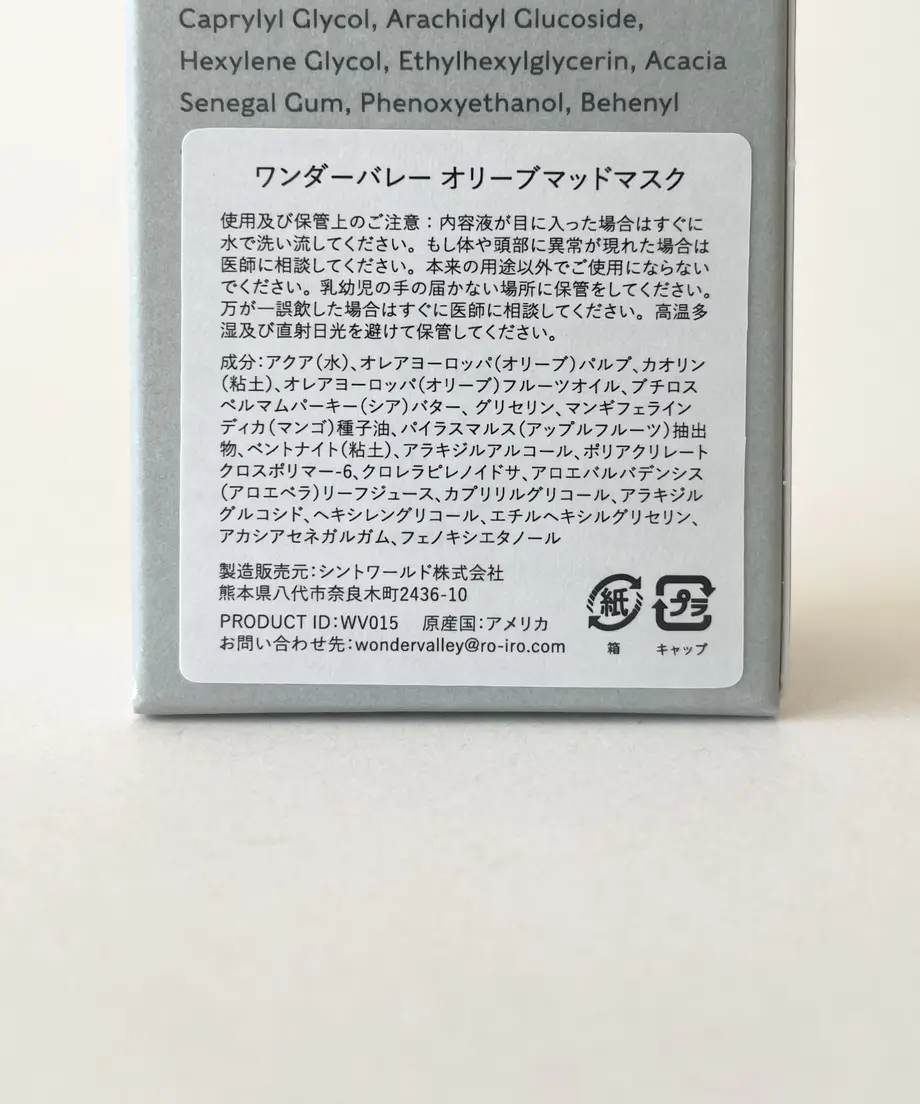 Caprylyl Glycol, Arachidyl Glucoside,
Hexylene Glycol, Ethylhexylglycerin, Acacia
Senegal Gum, Phenoxyethanol, Behenyl
ワンダーバレー オリーブマッドマスク
使用及び保管上のご注意：内容液が目に入った場合はすぐに
水で洗い流してください。もし体や頭部に異常が現れた場合は
医師に相談してください。本来の用途以外でご使用にならない
でください。乳幼児の手の届かない場所に保管をしてください。
万が一誤飲した場合はすぐに医師に相談してください。高温多
湿及び直射日光を避けて保管してください。
成分：アクア（水）、オレアヨーロッパ（オリーブ）パルプ、カオリン
（粘土）、オレアヨーロッパ（オリーブ）フルーツオイル、ブチロス
ペルマムパーキー（シア）バター、グリセリン、マンギフェライン
ディカ（マンゴ）種子油、パイラスマルス（アップルフルーツ）抽出
物、ベントナイト（粘土）、アラキジルアルコール、ポリアクリレート
クロスポリマー-6、クロレラピレノイドサ、アロエバルバデンシス
（アロエベラ）リーフジュース、カプリリルグリコール、アラキジル
グルコシド、ヘキシレングリコール、エチルヘキシルグリセリン、
アカシアセネガルガム、フェノキシエタノール
製造販売元：シントワールド株式会社
熊本県八代市奈良木町2436-10
PRODUCT ID：WV015 原産国：アメリカ
お問い合わせ先：wondervalley@ro-iro.com
紙 プラ
箱 キャップ